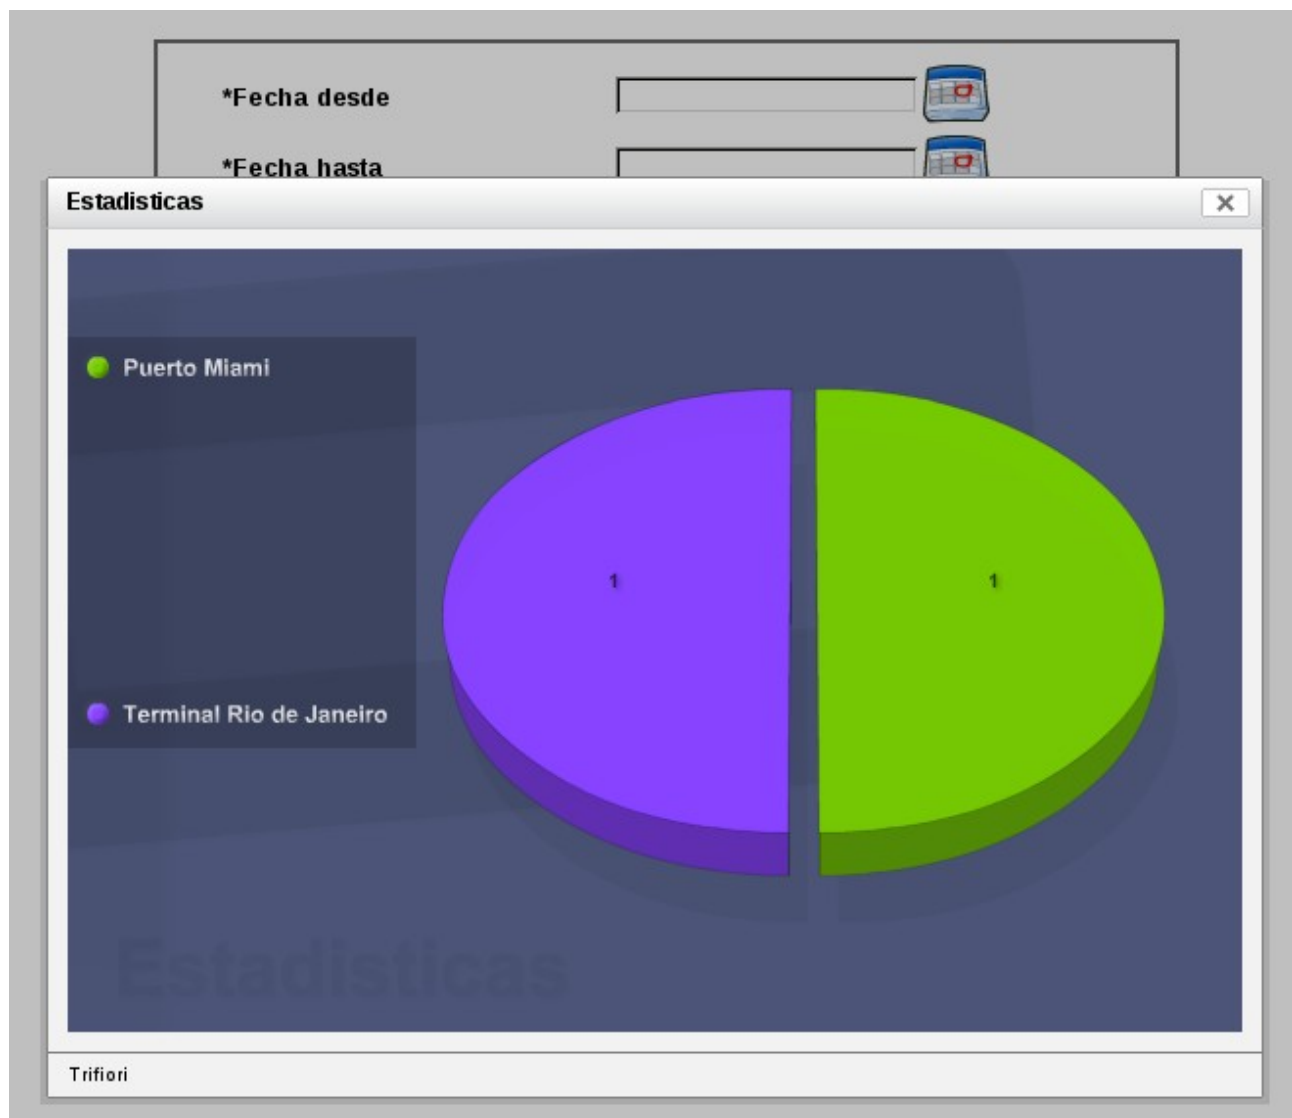 *Fecha desde
*Fecha hasta
Estadisticas
Puerto Miami
1
1
Terminal Rio de Janeiro
Estadisticas
Trifiori